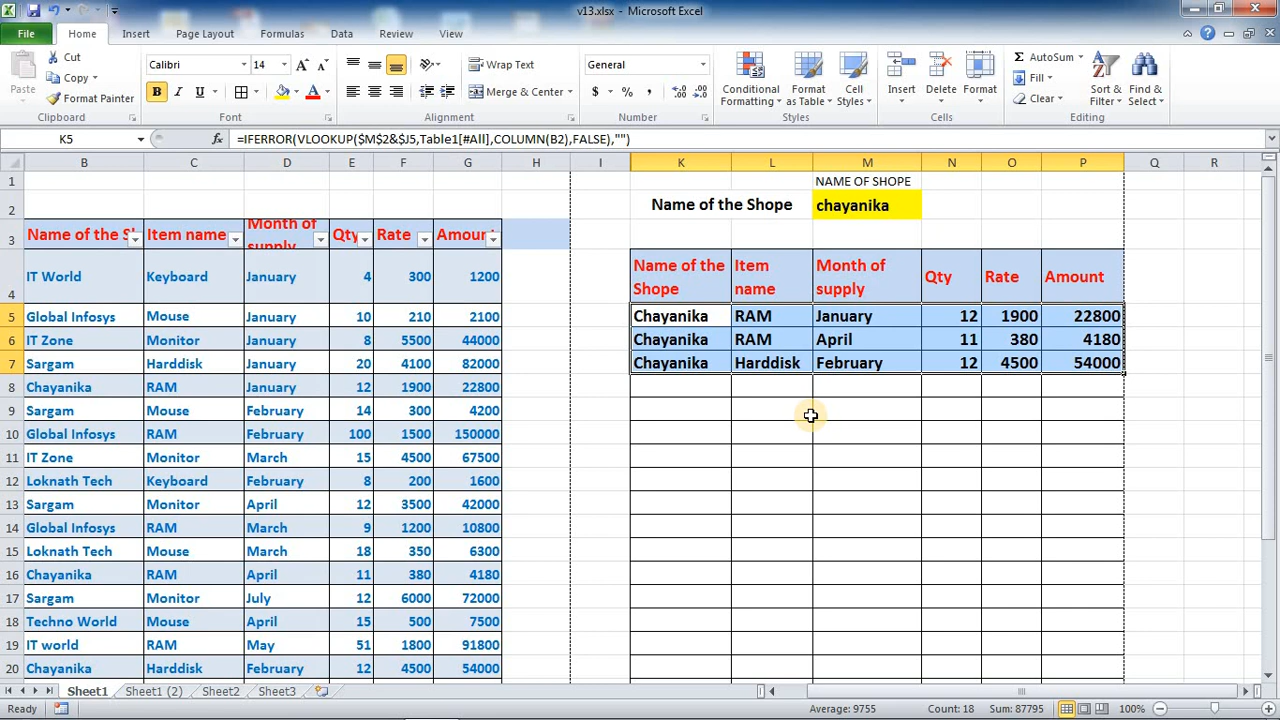 v13.xlsx - Microsoft Excel
File Home Insert Page Layout Formulas Data Review View
Cut
Copy
Format Painter
Paste
Clipboard
Calibri 14
B I U
Font
Wrap Text
Merge & Center
Alignment
General
$ % ,
Number
Conditional Formatting
Format as Table
Cell Styles
Styles
Insert Delete Format
Cells
AutoSum
Fill
Clear
Sort & Filter
Find & Select
Editing
K5 fx =IFERROR(VLOOKUP($M$2&$J5,Table1[#All],COLUMN(B2),FALSE),"")
B C D E F G H I K L M N O P Q R
1 NAME OF SHOPE
2 Name of the Shope chayanika
3 Name of the Sh Item name Month of supply Qty Rate Amoun
4 IT World Keyboard January 4 300 1200 Name of the Shope Item name Month of supply Qty Rate Amount
5 Global Infosys Mouse January 10 210 2100 Chayanika RAM January 12 1900 22800
6 IT Zone Monitor January 8 5500 44000 Chayanika RAM April 11 380 4180
7 Sargam Harddisk January 20 4100 82000 Chayanika Harddisk February 12 4500 54000
8 Chayanika RAM January 12 1900 22800
9 Sargam Mouse February 14 300 4200
10 Global Infosys RAM February 100 1500 150000
11 IT Zone Monitor March 15 4500 67500
12 Loknath Tech Keyboard February 8 200 1600
13 Sargam Monitor April 12 3500 42000
14 Global Infosys RAM March 9 1200 10800
15 Loknath Tech Mouse March 18 350 6300
16 Chayanika RAM April 11 380 4180
17 Sargam Monitor July 12 6000 72000
18 Techno World Mouse April 15 500 7500
19 IT world RAM May 51 1800 91800
20 Chayanika Harddisk February 12 4500 54000
Sheet1 Sheet1 (2) Sheet2 Sheet3
Ready Average: 9755 Count: 18 Sum: 87795 100%